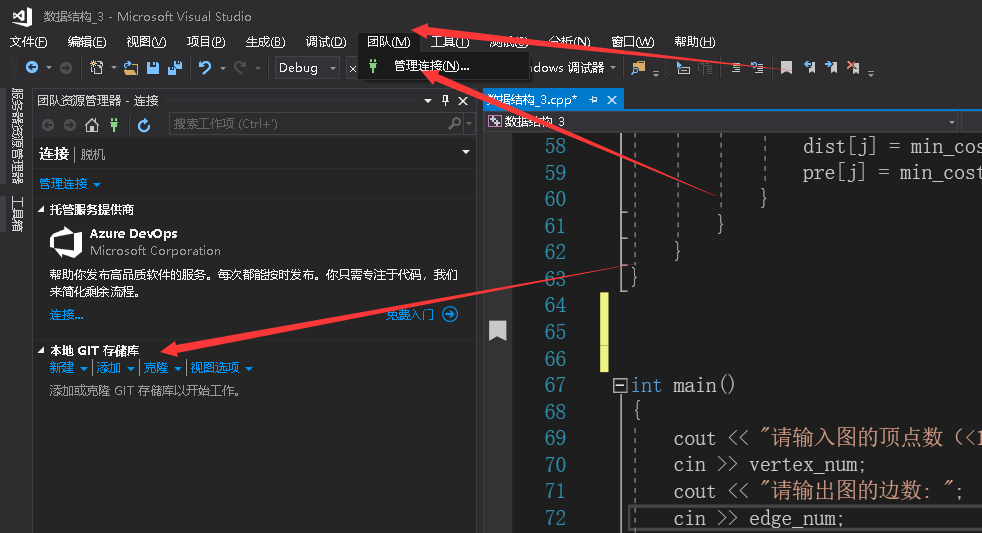 数据结构_3 - Microsoft Visual Studio
文件(F) 编辑(E) 视图(V) 项目(P) 生成(B) 调试(D) 团队(M) 工具(T) 测试(S) 分析(N) 窗口(W) 帮助(H)
Debug x dows 调试器
管理连接(N)...
服务器资源管理器
工具箱
团队资源管理器 - 连接
搜索工作项 (Ctrl+')
连接 | 脱机
管理连接
托管服务提供商
Azure DevOps
Microsoft Corporation
帮助你发布高品质软件的服务。每次都能按时发布。你只需专注于代码，我们
来简化剩余流程。
连接... 免费入门
本地 GIT 存储库
新建 添加 克隆 视图选项
添加或克隆 GIT 存储库以开始工作。
数据结构_3.cpp*
数据结构_3
58 dist[j] = min_cos
59 pre[j] = min_cost
60 }
61 }
62 }
63 }
64
65
66
67 int main()
68 {
69 cout << "请输入图的顶点数（<1
70 cin >> vertex_num;
71 cout << "请输出图的边数: ";
72 cin >> edge_num;